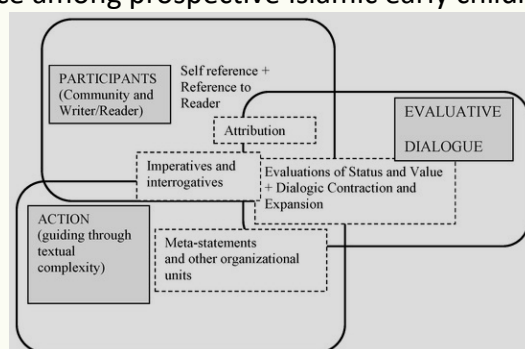 among prospective Islamic early
PARTICIPANTS
(Community and
Writer/Reader)
Self reference +
Reference to
Reader
Attribution
EVALUATIVE
DIALOGUE
Imperatives and
interrogatives
Evaluations of Status and Value
+ Dialogic Contraction and
Expansion
ACTION
(guiding through
textual
complexity)
Meta-statements
and other organizational
units